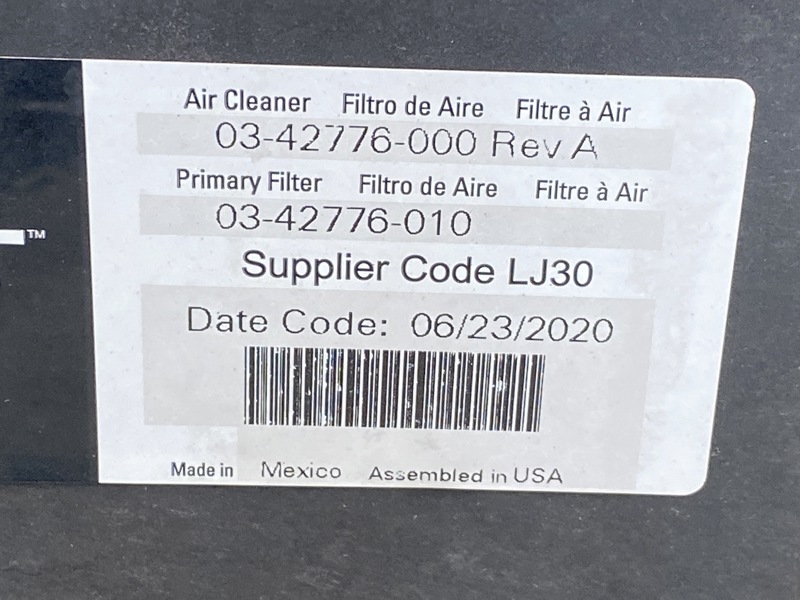 Air Cleaner Filtro de Aire Filtre à Air
03-42776-000 Rev A
Primary Filter Filtro de Aire Filtre à Air
03-42776-010
TM
Supplier Code LJ30
Date Code: 06/23/2020
Made in Mexico Assembled in USA